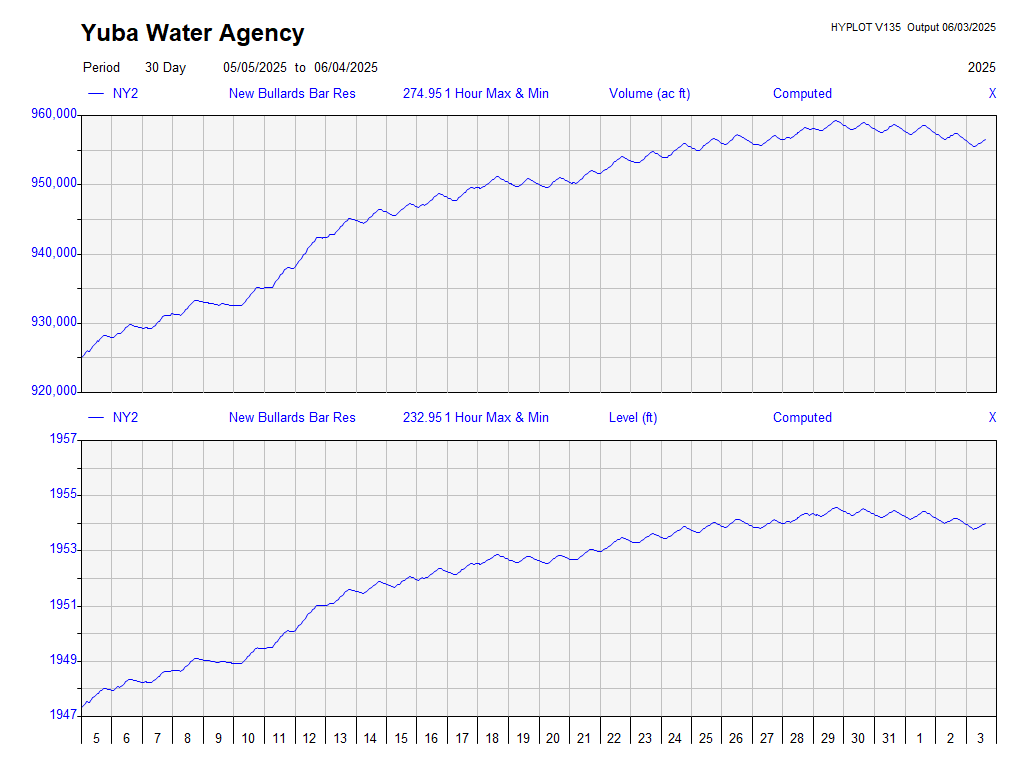 Yuba Water Agency
HYPLOT V135 Output 06/03/2025
Period 30 Day 05/05/2025 to 06/04/2025 2025
NY2 New Bullards Bar Res 274.95 1 Hour Max & Min Volume (ac ft) Computed X
960,000
950,000
940,000
930,000
920,000
NY2 New Bullards Bar Res 232.95 1 Hour Max & Min Level (ft) Computed X
1957
1955
1953
1951
1949
1947
5 6 7 8 9 10 11 12 13 14 15 16 17 18 19 20 21 22 23 24 25 26 27 28 29 30 31 1 2 3